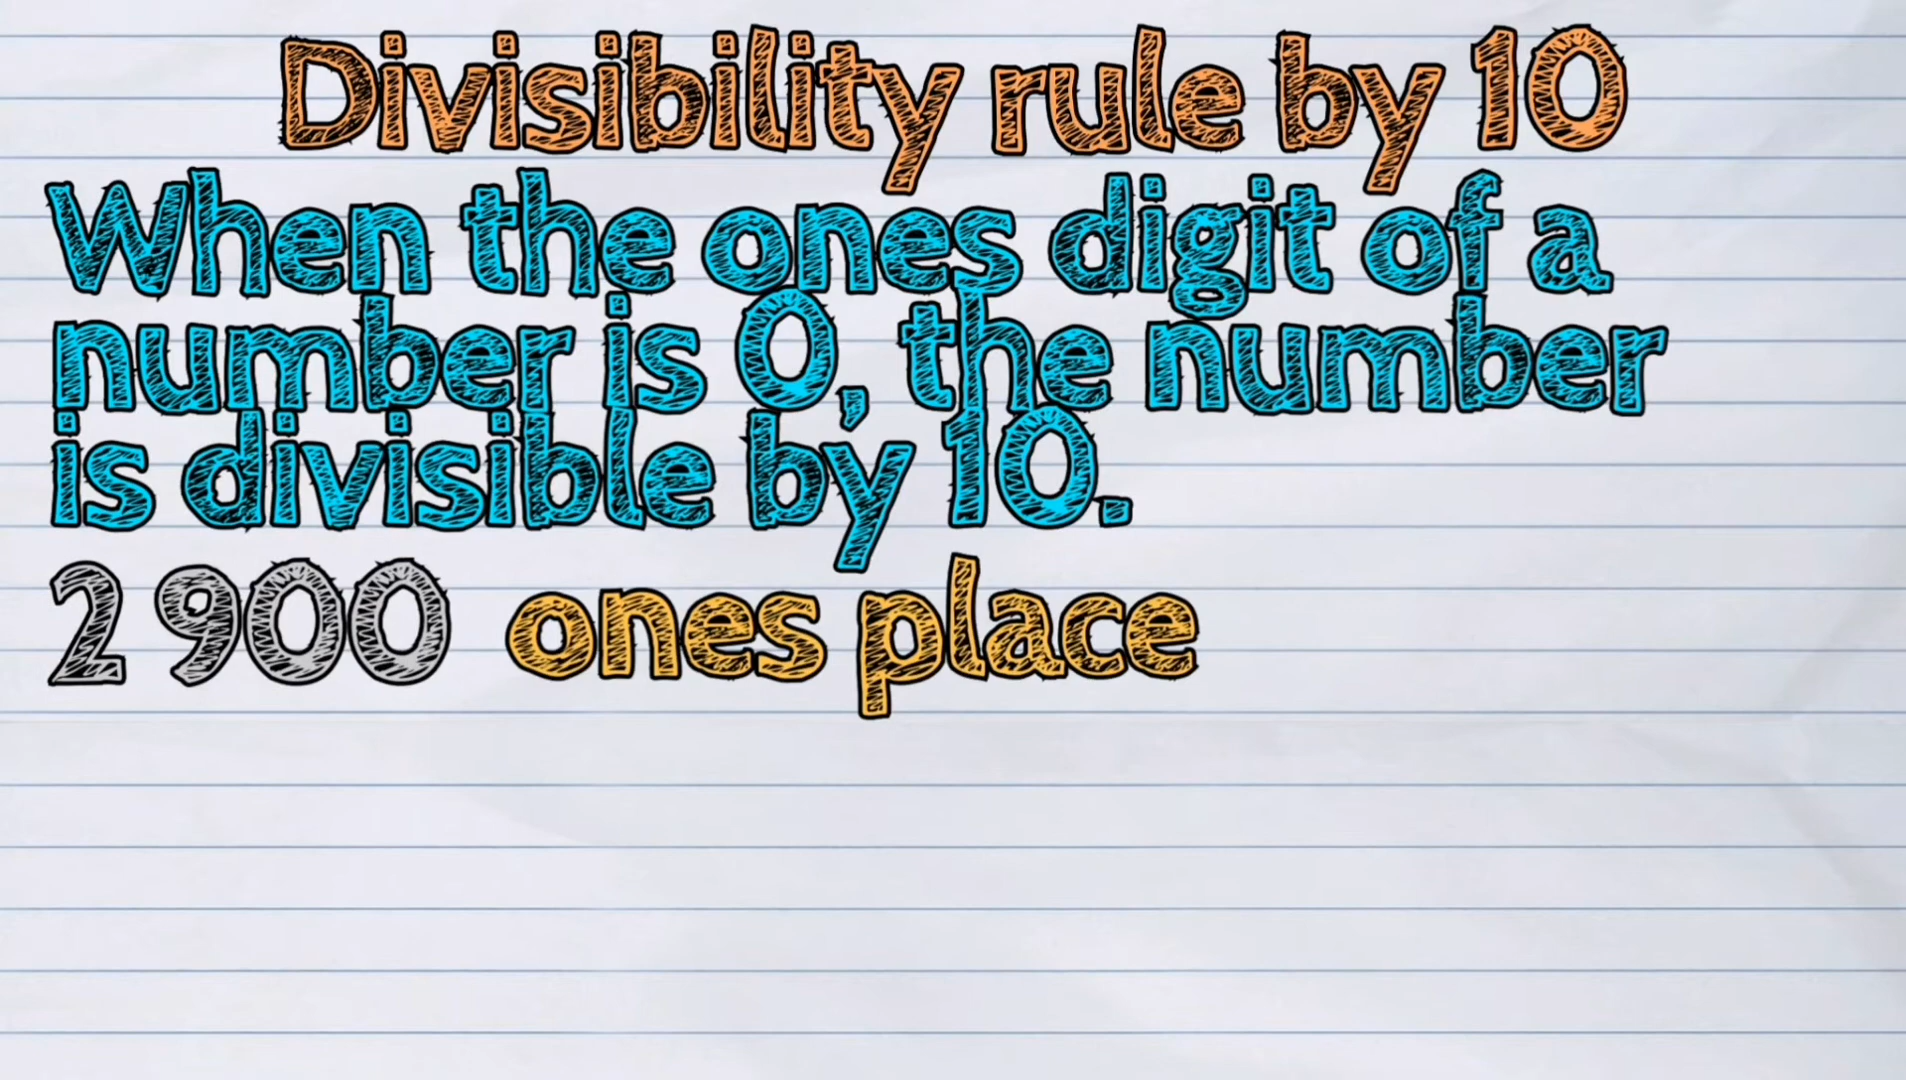 Divisibility rule by 10
When the ones digit of a
number is 0, the number
is divisible by 10.
2 900 ones place